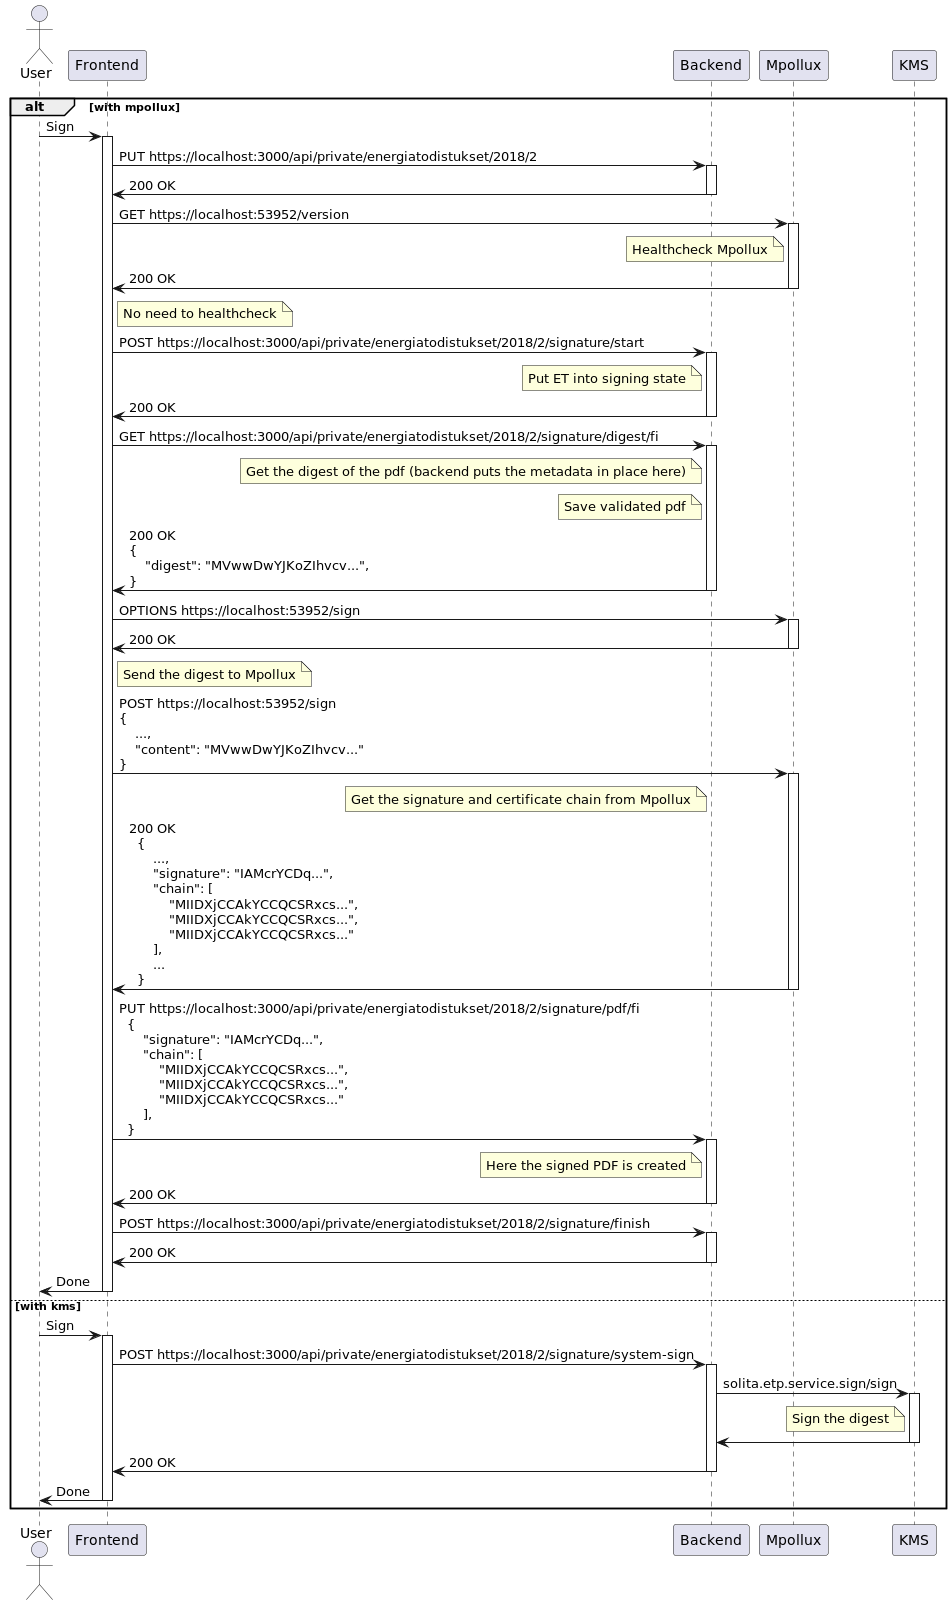 User
Frontend
Backend
Mpollux
KMS
alt
[with mpollux]
Sign
PUT https://localhost:3000/api/private/energiatodistukset/2018/2
200 OK
GET https://localhost:53952/version
Healthcheck Mpollux
200 OK
No need to healthcheck
POST https://localhost:3000/api/private/energiatodistukset/2018/2/signature/start
Put ET into signing state
200 OK
GET https://localhost:3000/api/private/energiatodistukset/2018/2/signature/digest/fi
Get the digest of the pdf (backend puts the metadata in place here)
Save validated pdf
200 OK
{
"digest": "MVwwDwYJKoZIhvcv...",
}
OPTIONS https://localhost:53952/sign
200 OK
Send the digest to Mpollux
POST https://localhost:53952/sign
{
...,
"content": "MVwwDwYJKoZIhvcv..."
}
Get the signature and certificate chain from Mpollux
200 OK
{
...,
"signature": "IAMcrYCDq...",
"chain": [
"MIIDXjCCAkYCCQCSRxcs...",
"MIIDXjCCAkYCCQCSRxcs...",
"MIIDXjCCAkYCCQCSRxcs..."
],
...
}
PUT https://localhost:3000/api/private/energiatodistukset/2018/2/signature/pdf/fi
{
"signature": "IAMcrYCDq...",
"chain": [
"MIIDXjCCAkYCCQCSRxcs...",
"MIIDXjCCAkYCCQCSRxcs...",
"MIIDXjCCAkYCCQCSRxcs..."
],
}
Here the signed PDF is created
200 OK
POST https://localhost:3000/api/private/energiatodistukset/2018/2/signature/finish
200 OK
Done
[with kms]
Sign
POST https://localhost:3000/api/private/energiatodistukset/2018/2/signature/system-sign
solita.etp.service.sign/sign
Sign the digest
200 OK
Done
User
Frontend
Backend
Mpollux
KMS